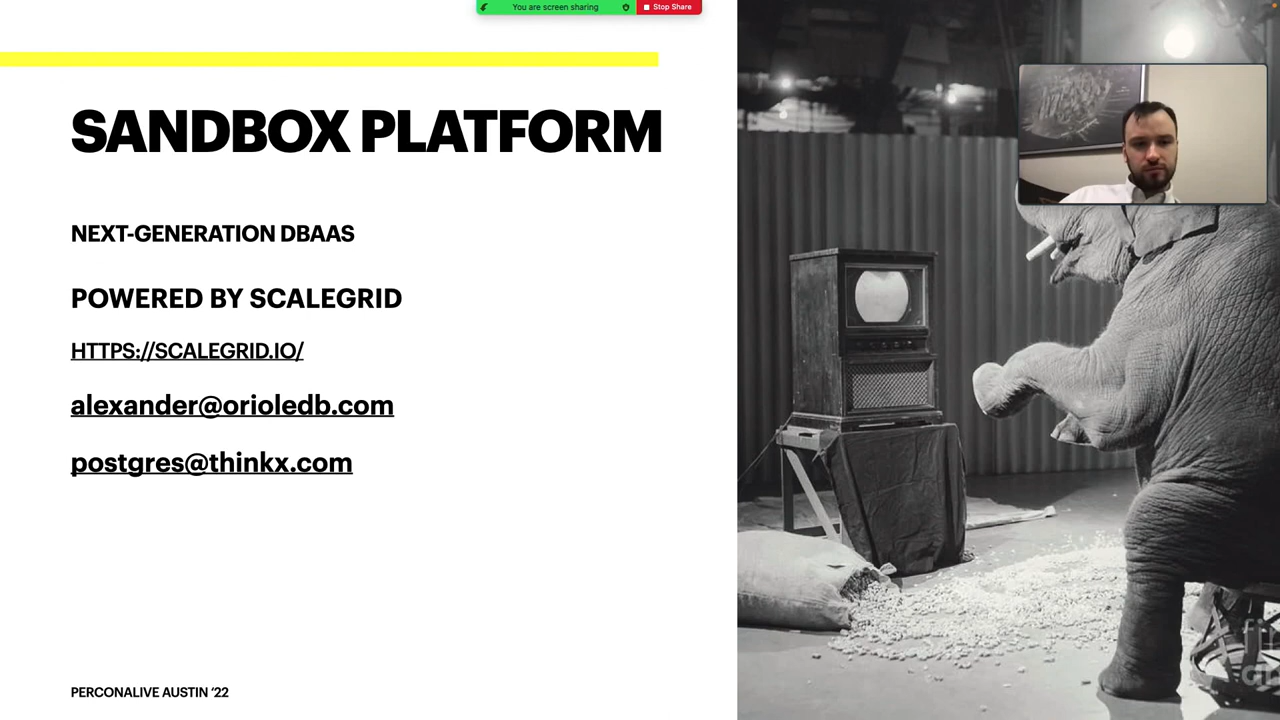 You are screen sharing
Stop Share
SANDBOX PLATFORM
NEXT-GENERATION DBAAS
POWERED BY SCALEGRID
HTTPS://SCALEGRID.IO/
alexander@orioledb.com
postgres@thinkx.com
PERCONALIVE AUSTIN ‘22